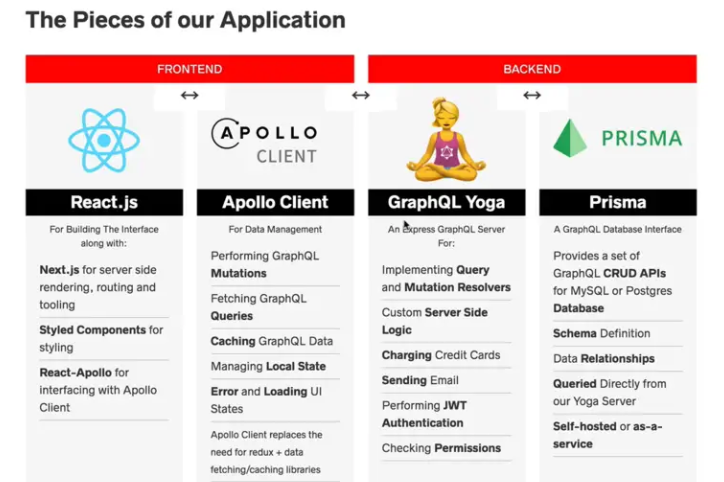 The Pieces of our Application
FRONTEND
BACKEND
APOLLO
CLIENT
PRISMA
React.js
For Building The Interface
along with:
Next.js for server side
rendering, routing and
tooling
Styled Components for
styling
React-Apollo for
interfacing with Apollo
Client
Apollo Client
For Data Management
Performing GraphQL
Mutations
Fetching GraphQL
Queries
Caching GraphQL Data
Managing Local State
Error and Loading UI
States
Apollo Client replaces the
need for redux + data
fetching/caching libraries
GraphQL Yoga
An Express GraphQL Server
For:
Implementing Query
and Mutation Resolvers
Custom Server Side
Logic
Charging Credit Cards
Sending Email
Performing JWT
Authentication
Checking Permissions
Prisma
A GraphQL Database Interface
Provides a set of
GraphQL CRUD APIs
for MySQL or Postgres
Database
Schema Definition
Data Relationships
Queried Directly from
our Yoga Server
Self-hosted or as-a-
service